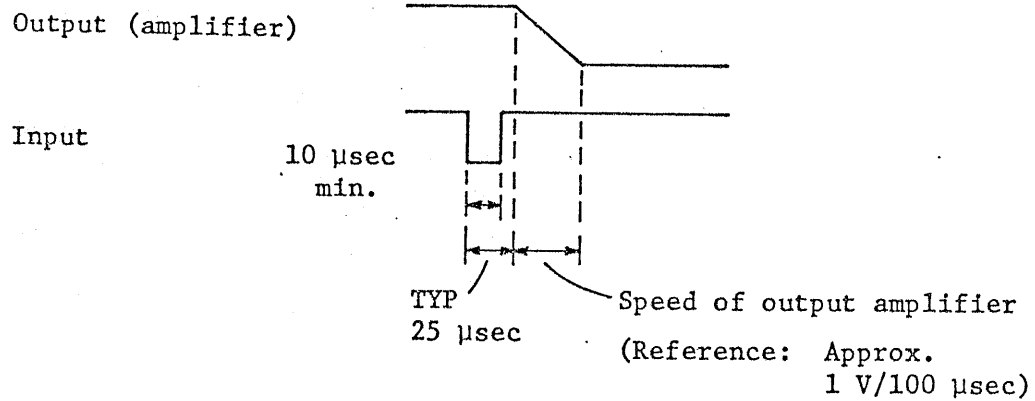 Output (amplifier)
Input
10 μsec
min.
TYP
25 μsec
Speed of output amplifier
(Reference: Approx.
1 V/100 μsec)